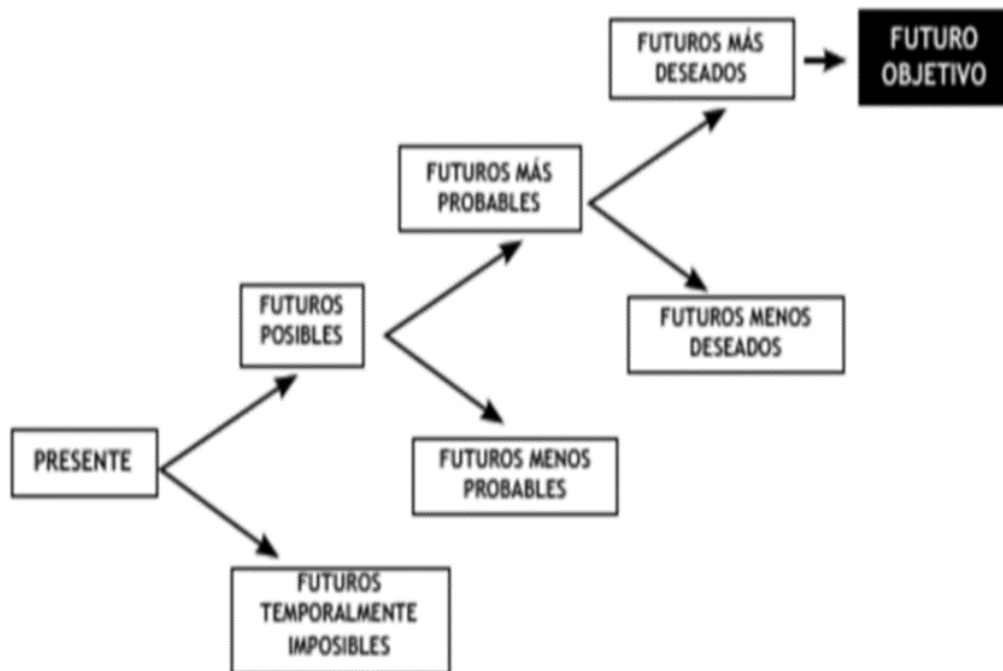 FUTUROS MÁS
DESEADOS
FUTURO
OBJETIVO
FUTUROS MÁS
PROBABLES
FUTUROS
POSIBLES
FUTUROS MENOS
DESEADOS
PRESENTE
FUTUROS MENOS
PROBABLES
FUTUROS
TEMPORALMENTE
IMPOSIBLES